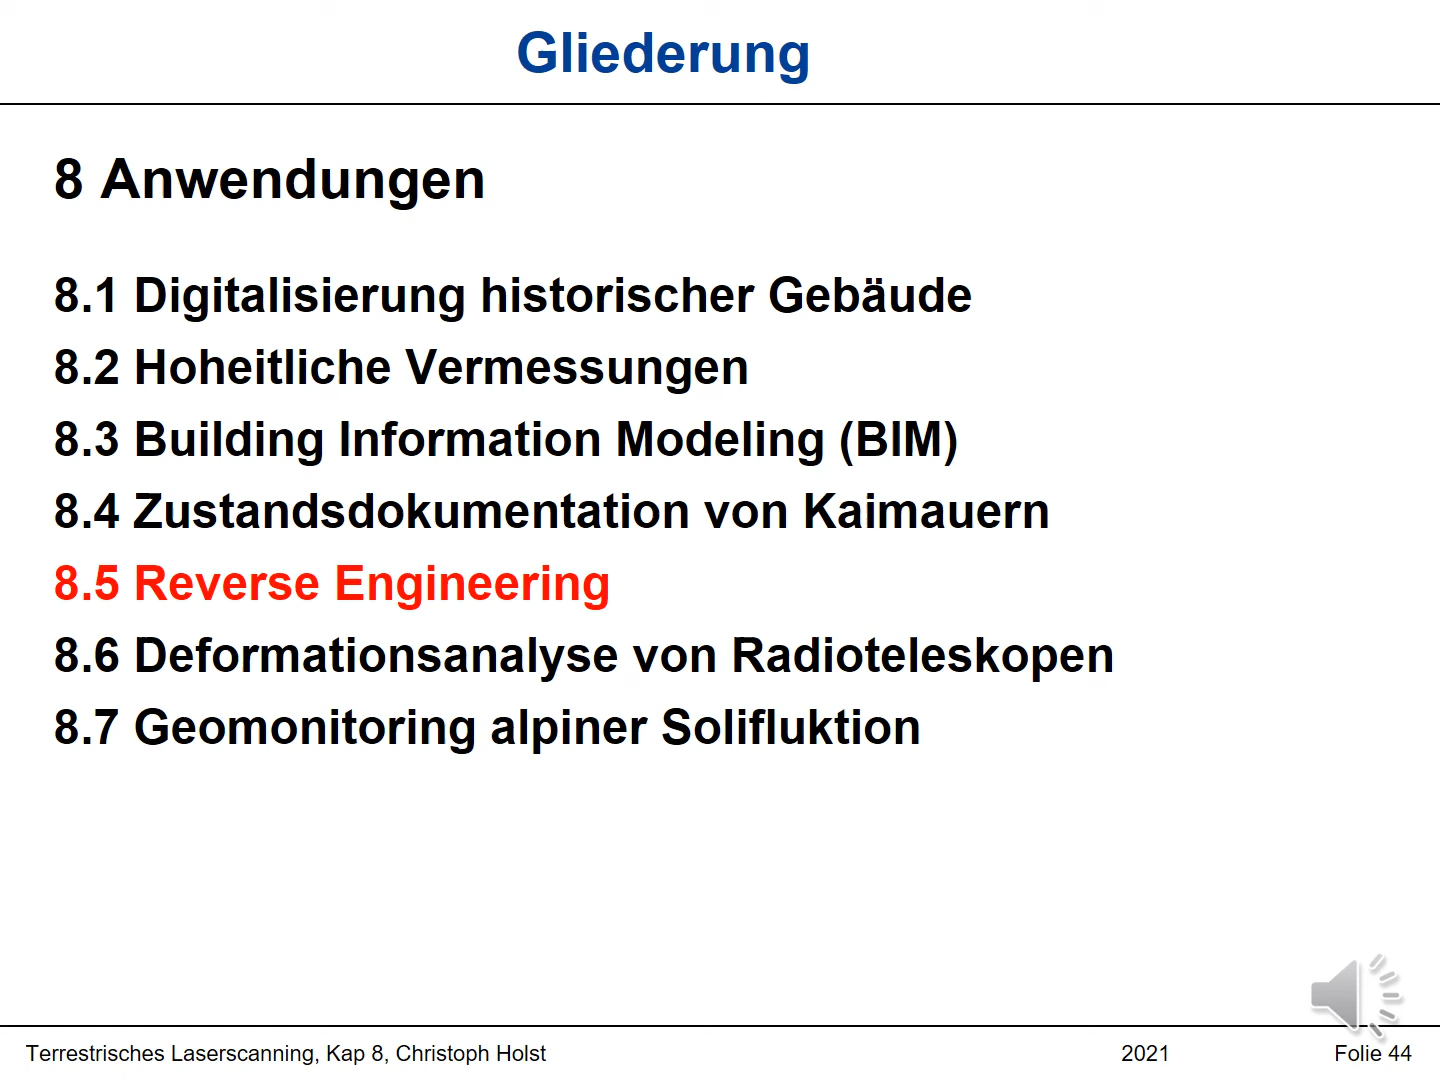 Gliederung
8 Anwendungen
8.1 Digitalisierung historischer Gebäude
8.2 Hoheitliche Vermessungen
8.3 Building Information Modeling (BIM)
8.4 Zustandsdokumentation von Kaimauern
8.5 Reverse Engineering
8.6 Deformationsanalyse von Radioteleskopen
8.7 Geomonitoring alpiner Solifluktion
Terrestrisches Laserscanning, Kap 8, Christoph Holst 2021 Folie 44